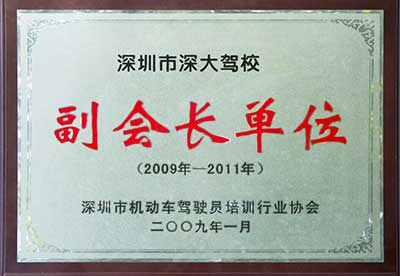 深圳市深大驾校
副会长单位
(2009年—2011年)
深圳市机动车驾驶员培训行业协会
二〇〇九年一月